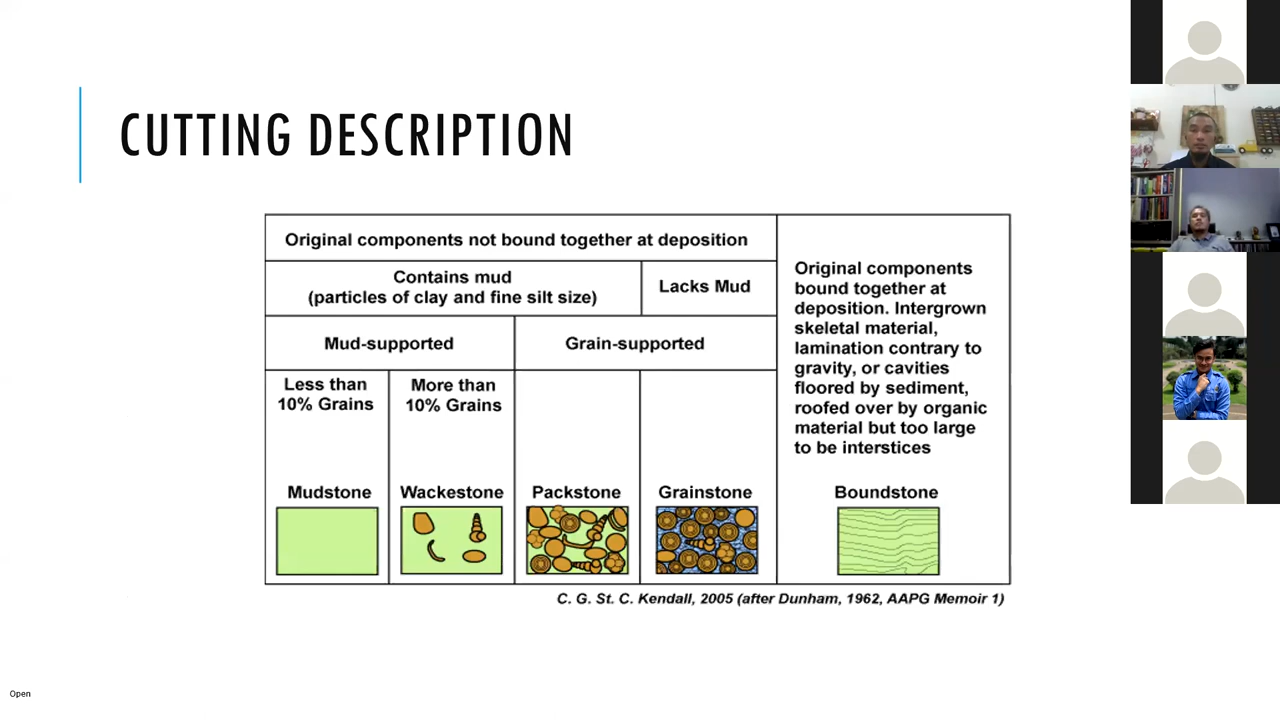 CUTTING DESCRIPTION
Original components not bound together at deposition
Contains mud
(particles of clay and fine silt size)
Lacks Mud
Mud-supported
Grain-supported
Less than
10% Grains
More than
10% Grains
Mudstone
Wackestone
Packstone
Grainstone
Original components
bound together at
deposition. Intergrown
skeletal material,
lamination contrary to
gravity, or cavities
floored by sediment,
roofed over by organic
material but too large
to be interstices
Boundstone
C. G. St. C. Kendall, 2005 (after Dunham, 1962, AAPG Memoir 1)
Open